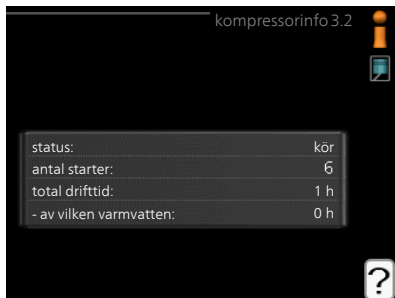 kompressorinfo 3.2
status: kör
antal starter: 6
total drifttid: 1 h
- av vilken varmvatten: 0 h
?